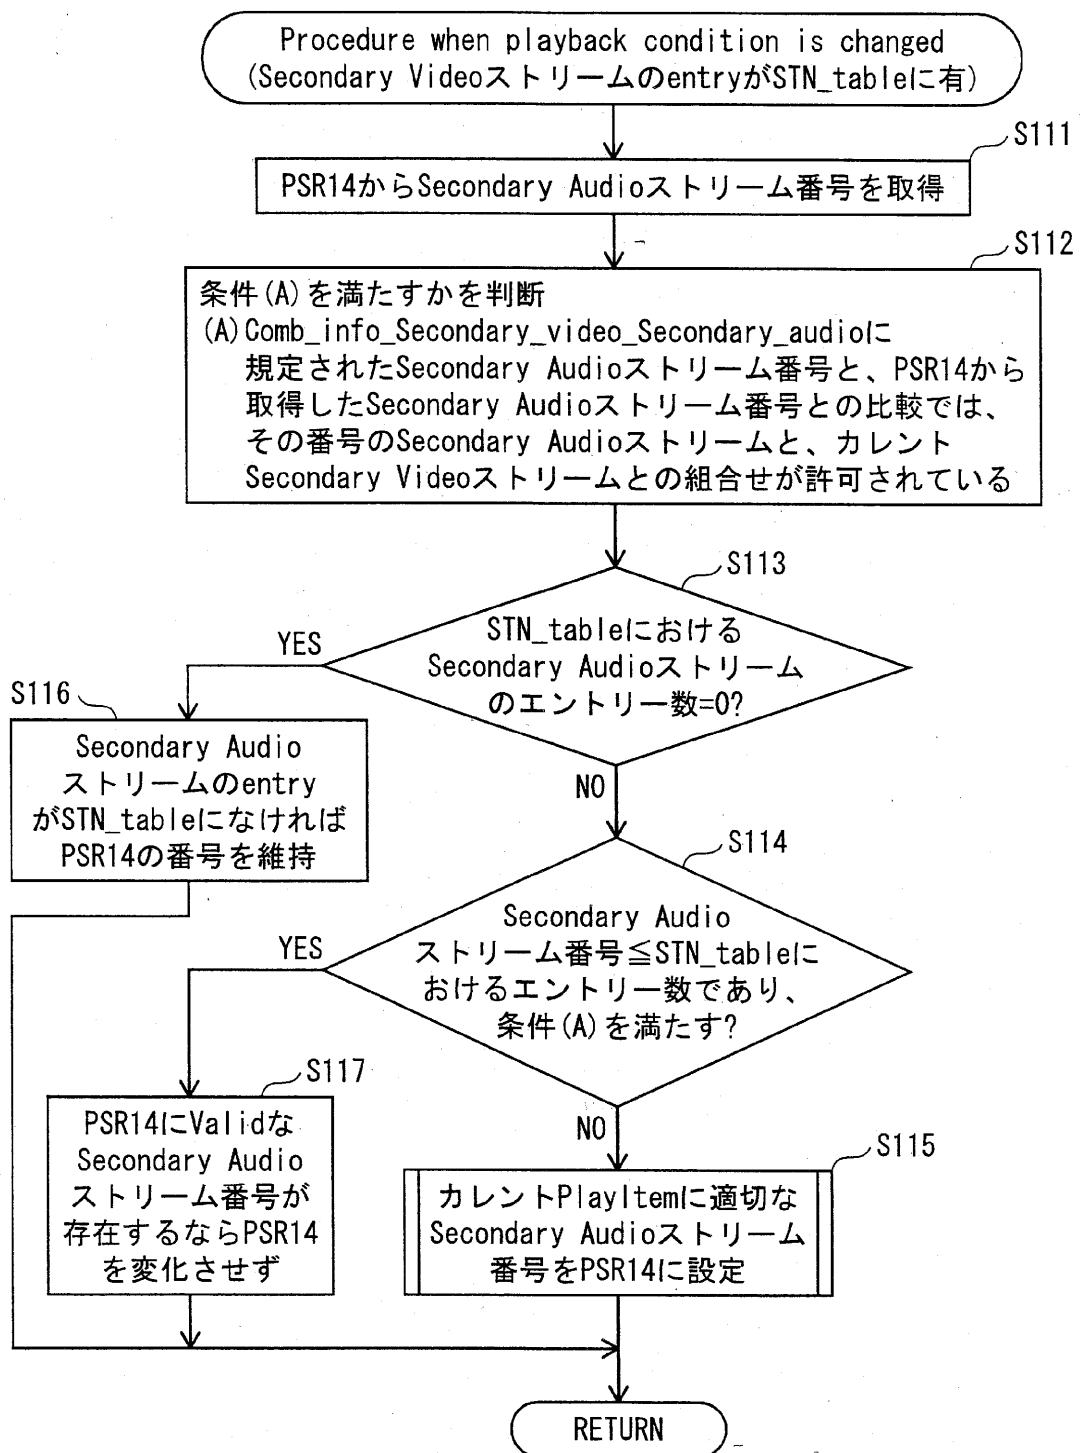 Procedure when playback condition is changed
(Secondary VideoストリームのentryがSTN_tableに有)
S111
PSR14からSecondary Audioストリーム番号を取得
S112
条件(A)を満たすかを判断
(A)Comb_info_Secondary_video_Secondary_audioに
規定されたSecondary Audioストリーム番号と、PSR14から
取得したSecondary Audioストリーム番号との比較では、
その番号のSecondary Audioストリームと、カレント
Secondary Videoストリームとの組合せが許可されている
S113
STN_tableにおける
Secondary Audioストリーム
のエントリー数=0?
YES
NO
S116
Secondary Audio
ストリームのentry
がSTN_tableになければ
PSR14の番号を維持
S114
Secondary Audio
ストリーム番号≦STN_tableに
おけるエントリー数であり、
条件(A)を満たす?
YES
NO
S117
PSR14にValidな
Secondary Audio
ストリーム番号が
存在するならPSR14
を変化させず
S115
カレントPlayItemに適切な
Secondary Audioストリーム
番号をPSR14に設定
RETURN